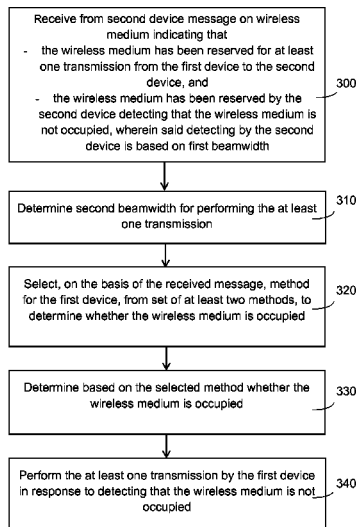 Receive from second device message on wireless
medium indicating that
- the wireless medium has been reserved for at least
one transmission from the first device to the second
device, and
- the wireless medium has been reserved by the
second device detecting that the wireless medium is
not occupied, wherein said detecting by the second
device is based on first beamwidth
300
Determine second beamwidth for performing the at least
one transmission
310
Select, on the basis of the received message, method
for the first device, from set of at least two methods, to
determine whether the wireless medium is occupied
320
Determine based on the selected method whether the
wireless medium is occupied
330
Perform the at least one transmission by the first device
in response to detecting that the wireless medium is not
occupied
340